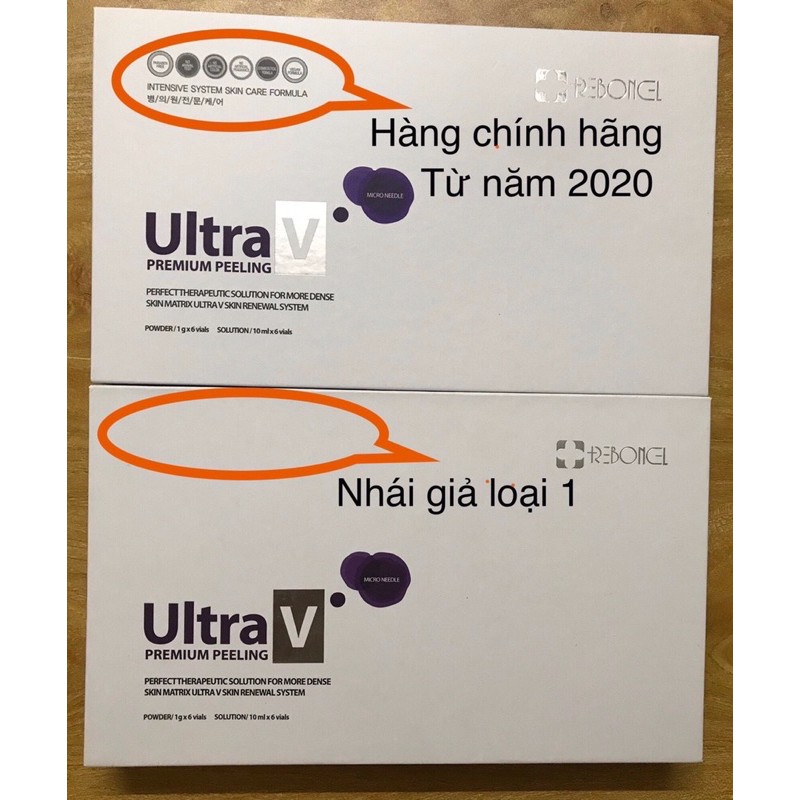 INTENSIVE SYSTEM SKIN CARE FORMULA
병/의/원/전/문/케/어
REBONCEL
Hàng chính hãng
Từ năm 2020
MICRO NEEDLE
Ultra V
PREMIUM PEELING
PERFECT THERAPEUTIC SOLUTION FOR MORE DENSE
SKIN MATRIX ULTRA V SKIN RENEWAL SYSTEM
POWDER / 1 g x 6 vials SOLUTION / 10 ml x 6 vials
REBONCEL
Nhái giả loại 1
MICRO NEEDLE
Ultra V
PREMIUM PEELING
PERFECT THERAPEUTIC SOLUTION FOR MORE DENSE
SKIN MATRIX ULTRA V SKIN RENEWAL SYSTEM
POWDER/ 1g x 6 vials SOLUTION/ 10 ml x 6 vials